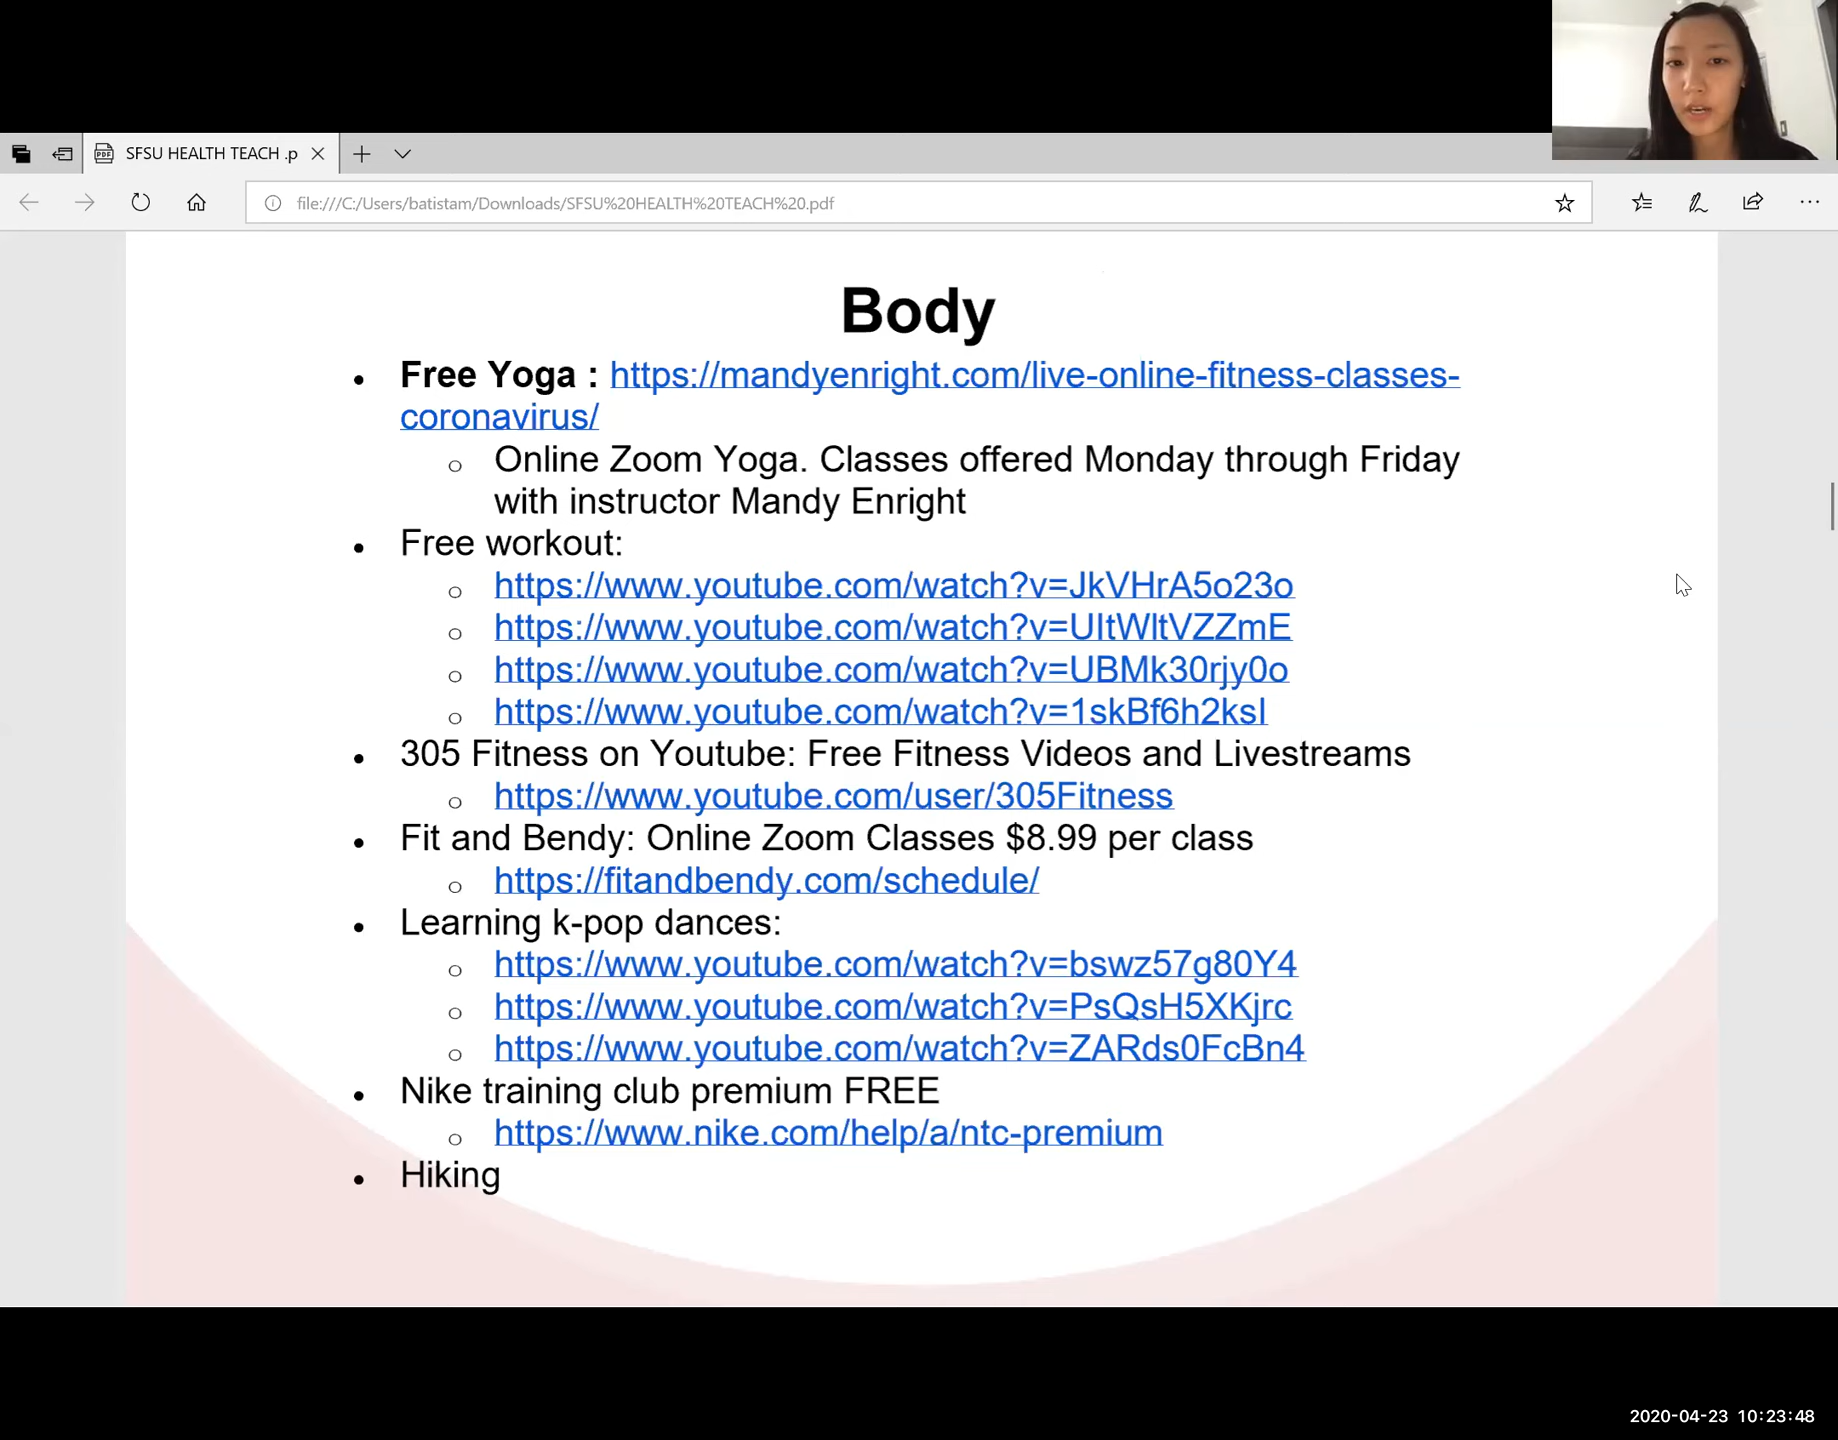 SFSU HEALTH TEACH .p
file:///C:/Users/batistam/Downloads/SFSU%20HEALTH%20TEACH%20.pdf
Body
• Free Yoga : https://mandyenright.com/live-online-fitness-classes-
coronavirus/
○ Online Zoom Yoga. Classes offered Monday through Friday
with instructor Mandy Enright
• Free workout:
○ https://www.youtube.com/watch?v=JkVHrA5o23o
○ https://www.youtube.com/watch?v=UItWltVZZmE
○ https://www.youtube.com/watch?v=UBMk30rjy0o
○ https://www.youtube.com/watch?v=1skBf6h2ksI
• 305 Fitness on Youtube: Free Fitness Videos and Livestreams
○ https://www.youtube.com/user/305Fitness
• Fit and Bendy: Online Zoom Classes $8.99 per class
○ https://fitandbendy.com/schedule/
• Learning k-pop dances:
○ https://www.youtube.com/watch?v=bswz57g80Y4
○ https://www.youtube.com/watch?v=PsQsH5XKjrc
○ https://www.youtube.com/watch?v=ZARds0FcBn4
• Nike training club premium FREE
○ https://www.nike.com/help/a/ntc-premium
• Hiking
2020-04-23 10:23:48